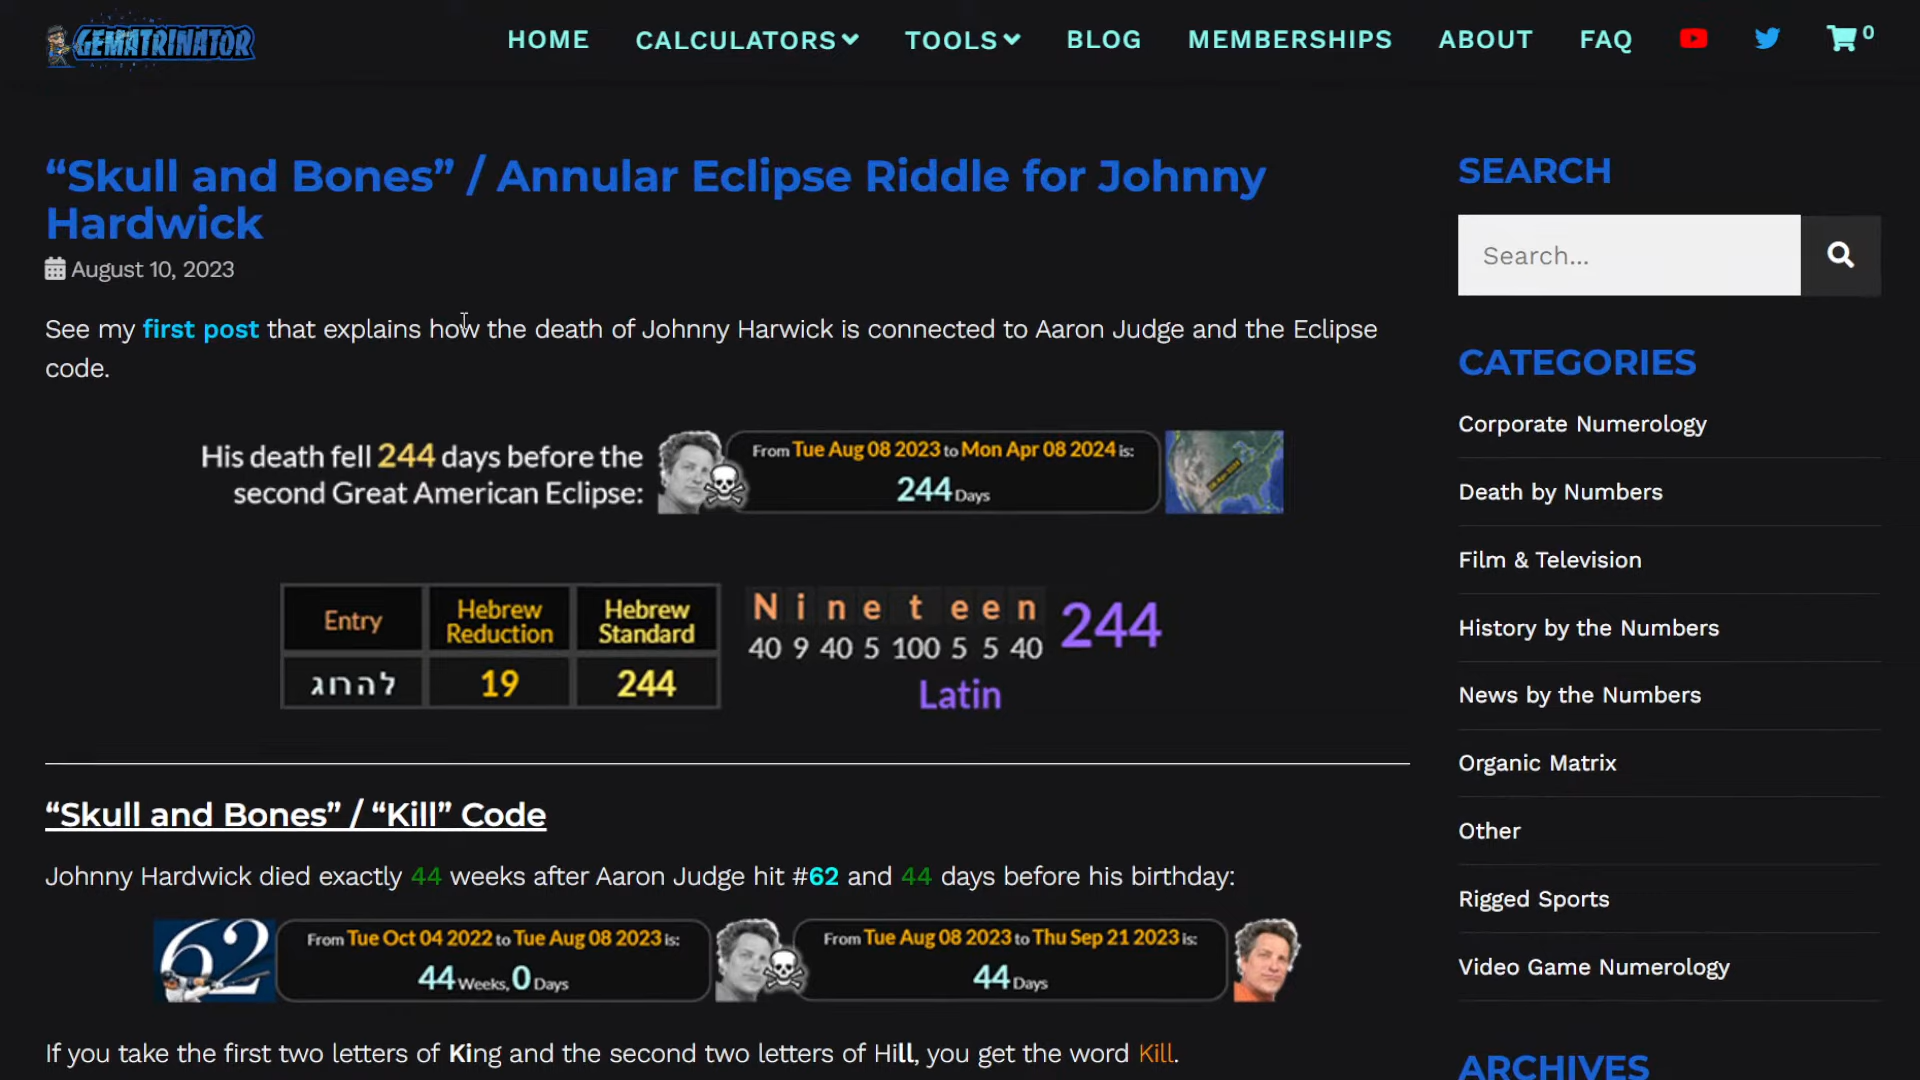 GEMATRINATOR
HOME CALCULATORS TOOLS BLOG MEMBERSHIPS ABOUT FAQ 0
“Skull and Bones” / Annular Eclipse Riddle for Johnny
Hardwick
August 10, 2023
See my first post that explains how the death of Johnny Harwick is connected to Aaron Judge and the Eclipse
code.
His death fell 244 days before the
second Great American Eclipse:
From Tue Aug 08 2023 to Mon Apr 08 2024 is:
244 Days
Entry Hebrew Reduction Hebrew Standard
להרוג 19 244
N i n e t e e n 244
40 9 40 5 100 5 5 40
Latin
“Skull and Bones” / “Kill” Code
Johnny Hardwick died exactly 44 weeks after Aaron Judge hit #62 and 44 days before his birthday:
62
From Tue Oct 04 2022 to Tue Aug 08 2023 is:
44 Weeks, 0 Days
From Tue Aug 08 2023 to Thu Sep 21 2023 is:
44 Days
If you take the first two letters of King and the second two letters of Hill, you get the word Kill.
SEARCH
Search...
CATEGORIES
Corporate Numerology
Death by Numbers
Film & Television
History by the Numbers
News by the Numbers
Organic Matrix
Other
Rigged Sports
Video Game Numerology
ARCHIVES